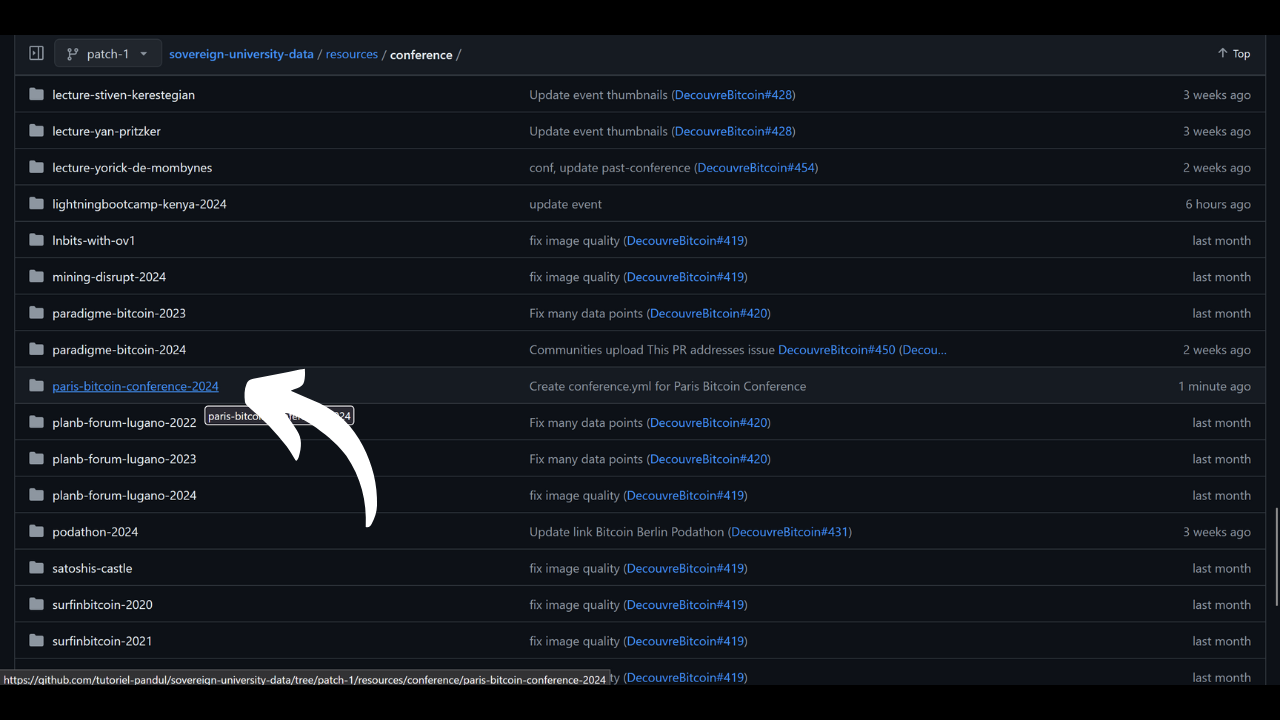 patch-1 sovereign-university-data / resources / conference / Top
lecture-stiven-kerestegian Update event thumbnails (DecouvreBitcoin#428) 3 weeks ago
lecture-yan-pritzker Update event thumbnails (DecouvreBitcoin#428) 3 weeks ago
lecture-yorick-de-mombynes conf, update past-conference (DecouvreBitcoin#454) 2 weeks ago
lightningbootcamp-kenya-2024 update event 6 hours ago
lnbits-with-ov1 fix image quality (DecouvreBitcoin#419) last month
mining-disrupt-2024 fix image quality (DecouvreBitcoin#419) last month
paradigme-bitcoin-2023 Fix many data points (DecouvreBitcoin#420) last month
paradigme-bitcoin-2024 Communities upload This PR addresses issue DecouvreBitcoin#450 (Decou... 2 weeks ago
paris-bitcoin-conference-2024 Create conference.yml for Paris Bitcoin Conference 1 minute ago
planb-forum-lugano-2022 Fix many data points (DecouvreBitcoin#420) last month
planb-forum-lugano-2023 Fix many data points (DecouvreBitcoin#420) last month
planb-forum-lugano-2024 fix image quality (DecouvreBitcoin#419) last month
podathon-2024 Update link Bitcoin Berlin Podathon (DecouvreBitcoin#431) 3 weeks ago
satoshis-castle fix image quality (DecouvreBitcoin#419) last month
surfinbitcoin-2020 fix image quality (DecouvreBitcoin#419) last month
surfinbitcoin-2021 fix image quality (DecouvreBitcoin#419) last month
(DecouvreBitcoin#419) last month
https://github.com/tutoriel-pandul/sovereign-university-data/tree/patch-1/resources/conference/paris-bitcoin-conference-2024